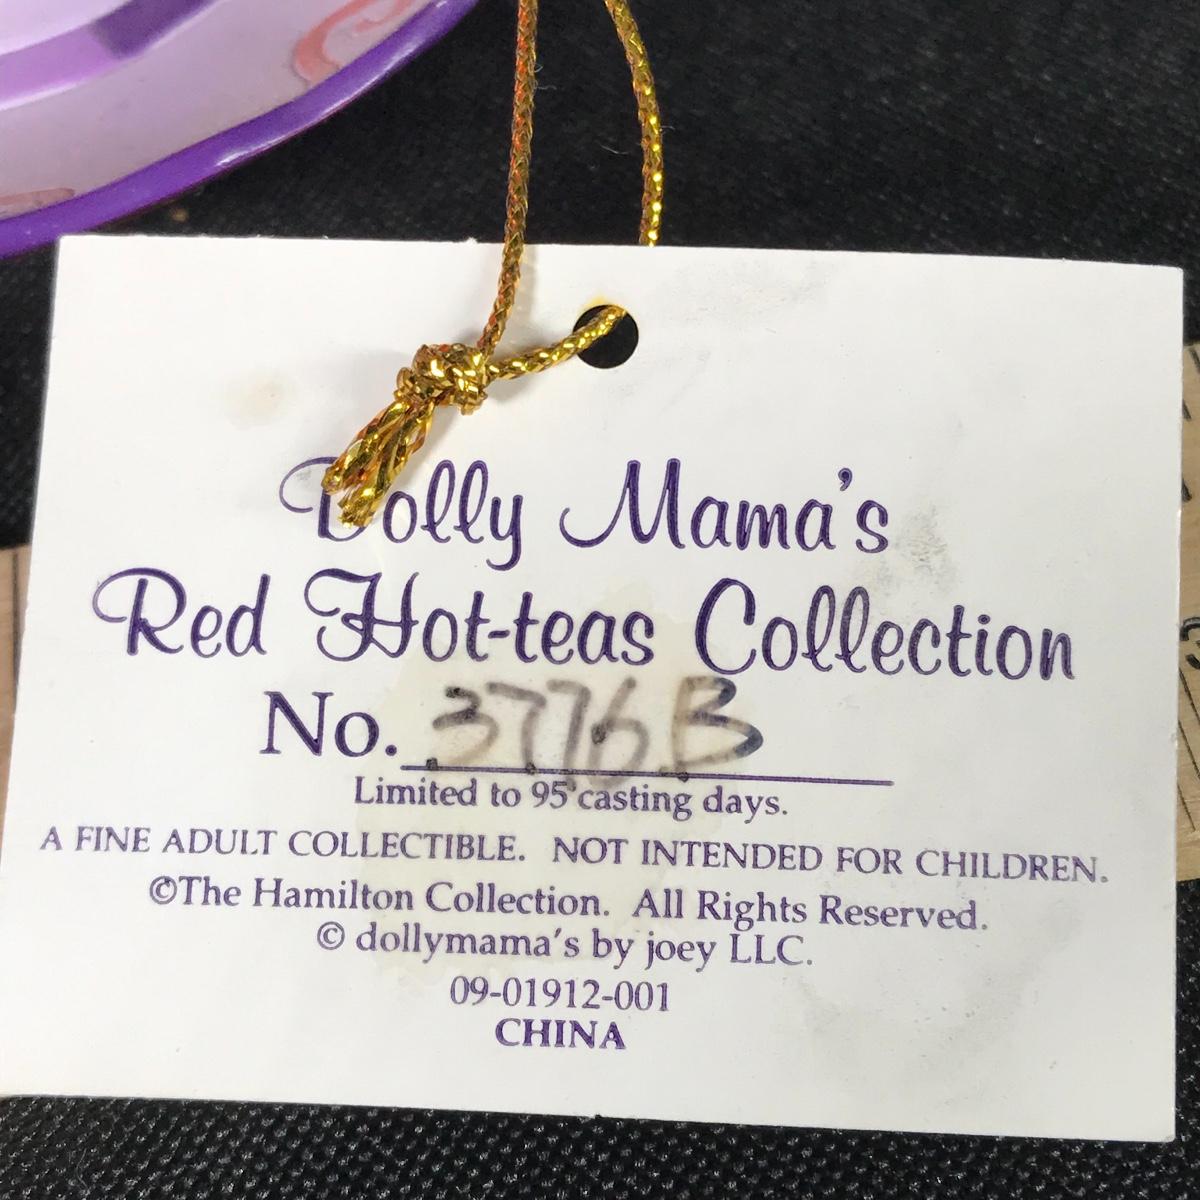 Dolly Mama's
Red Hot-teas Collection
No. 3776B
Limited to 95 casting days.
A FINE ADULT COLLECTIBLE. NOT INTENDED FOR CHILDREN.
©The Hamilton Collection. All Rights Reserved.
© dollymama's by joey LLC.
09-01912-001
CHINA